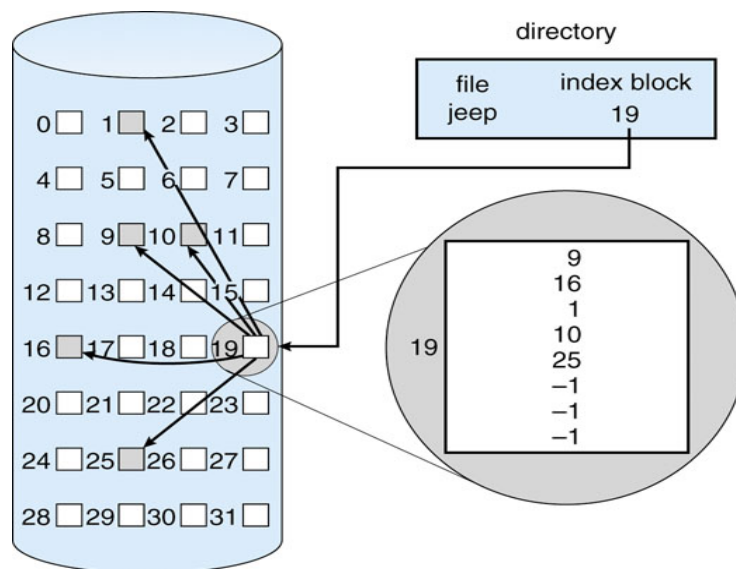 directory
file index block
jeep 19
0 1 2 3
4 5 6 7
8 9 10 11
12 13 14 15
16 17 18 19
20 21 22 23
24 25 26 27
28 29 30 31
19
9
16
1
10
25
−1
−1
−1